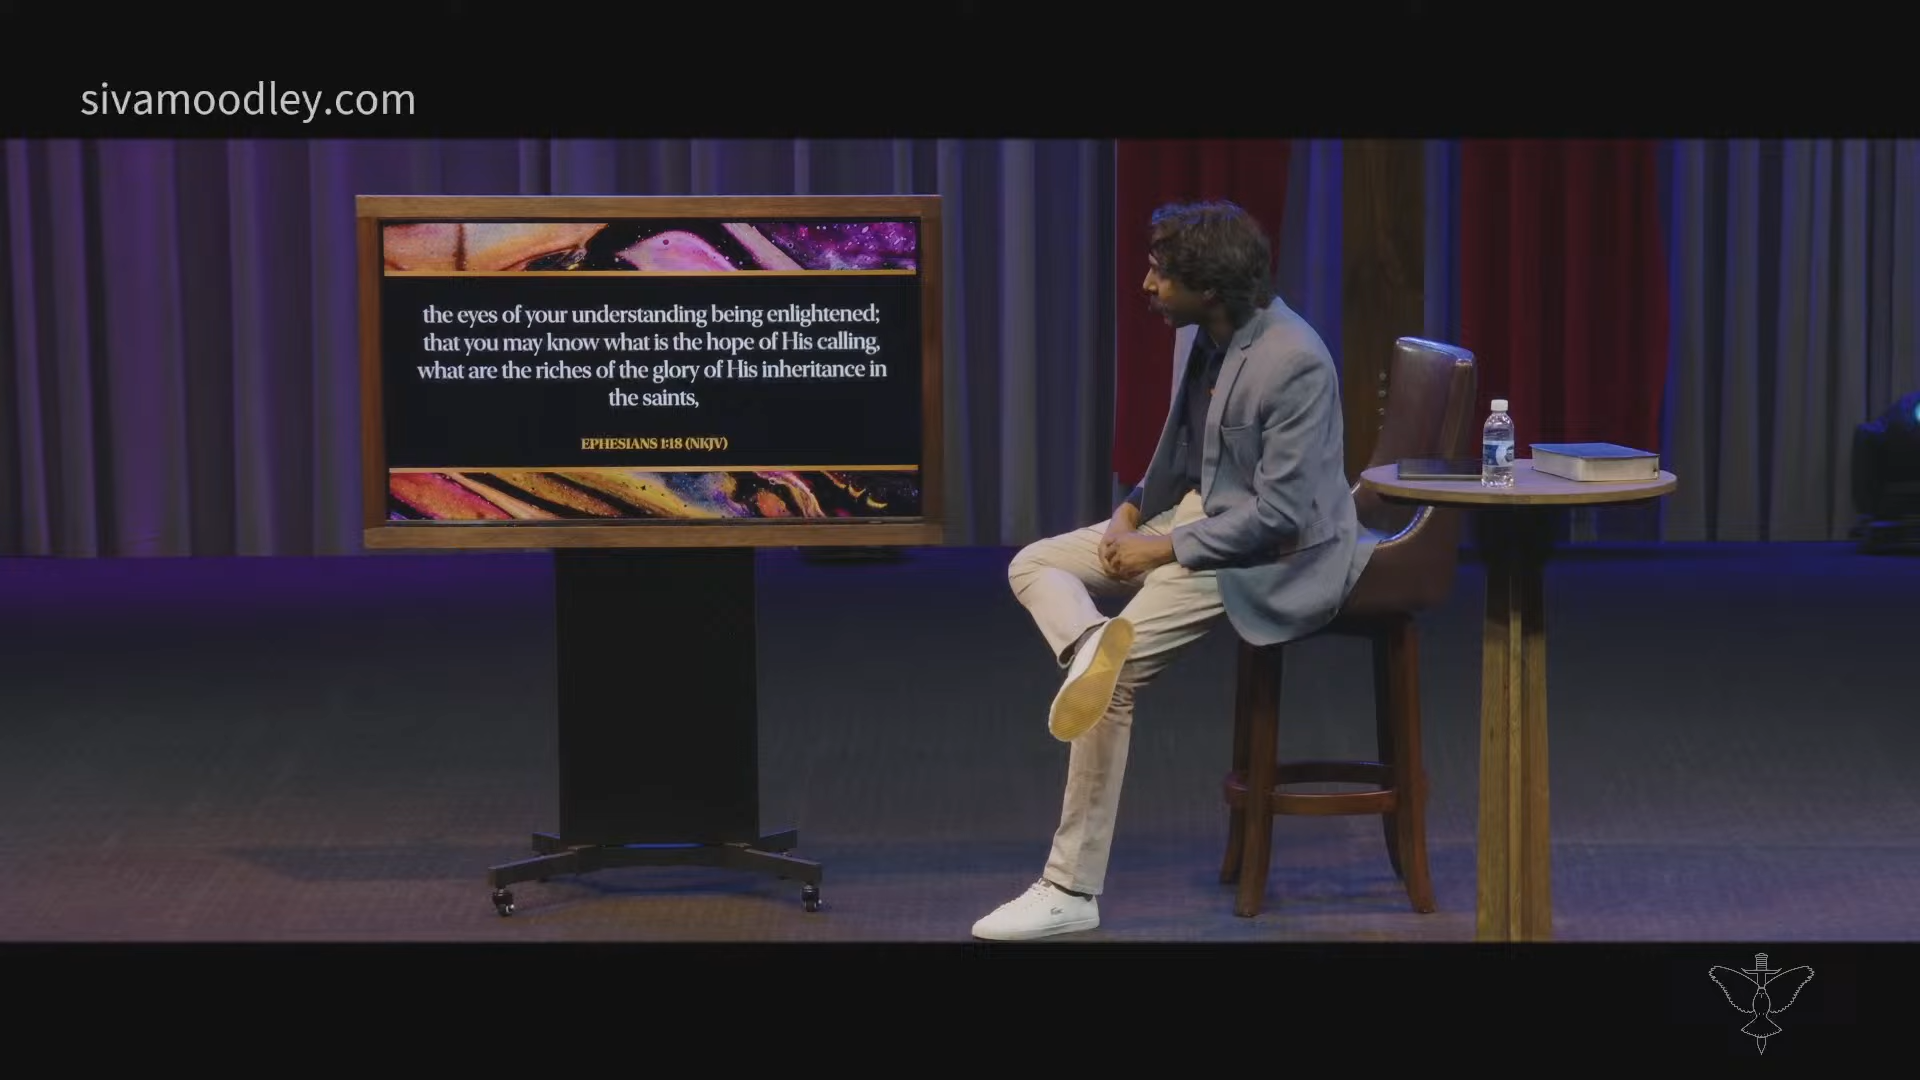 sivamoodley.com
the eyes of your understanding being enlightened;
that you may know what is the hope of His calling,
what are the riches of the glory of His inheritance in
the saints,
EPHESIANS 1:18 (NKJV)